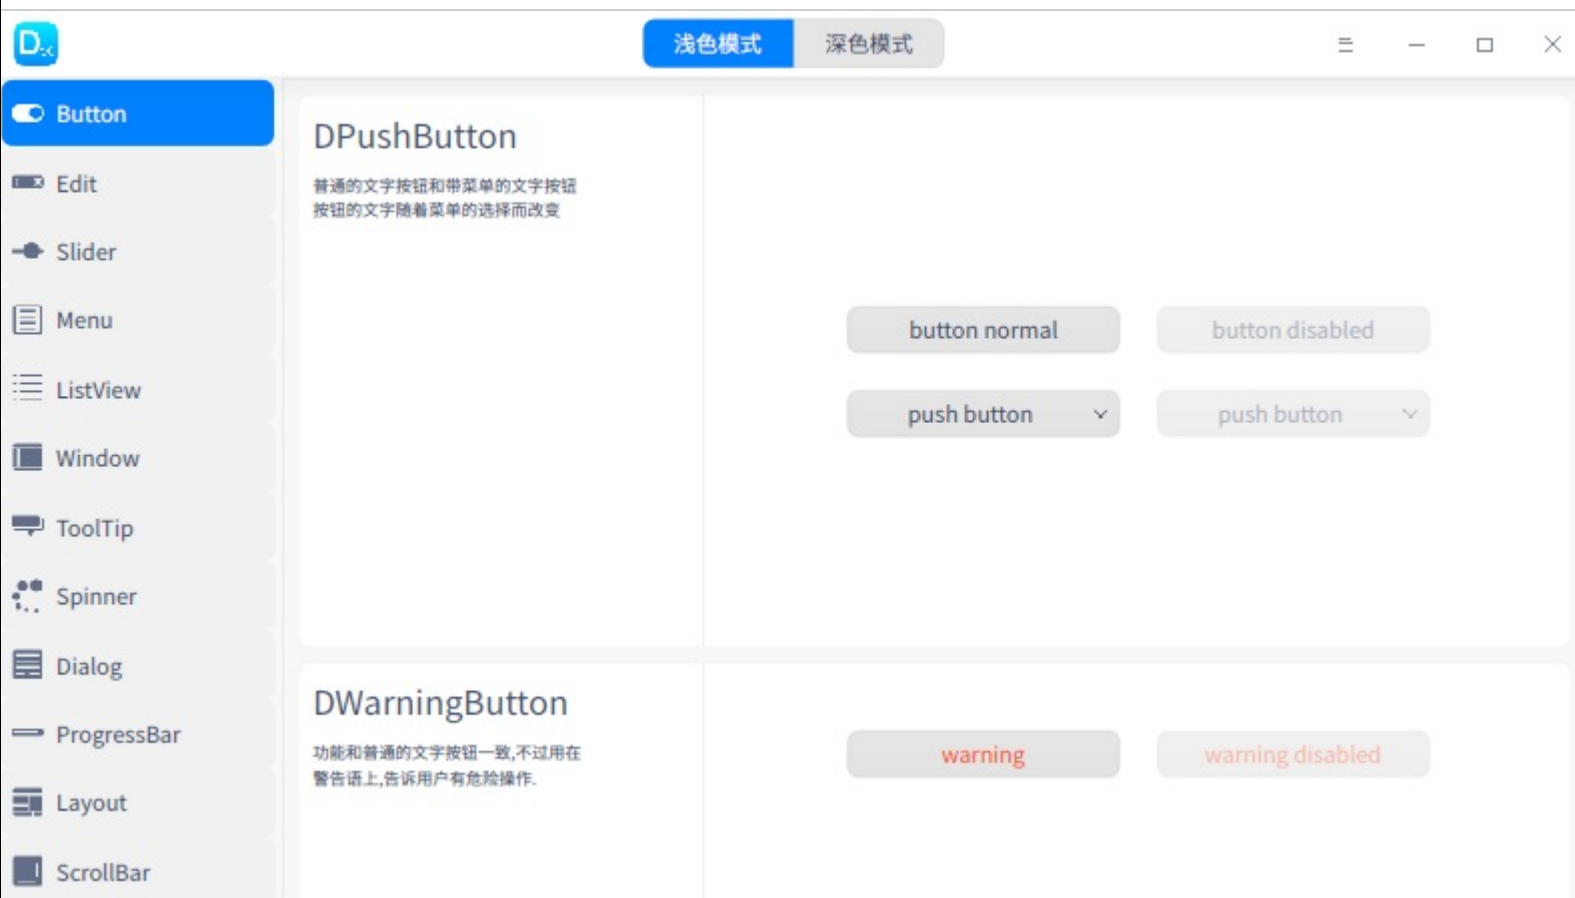 D
浅色模式
深色模式
Button
Edit
Slider
Menu
ListView
Window
ToolTip
Spinner
Dialog
ProgressBar
Layout
ScrollBar
DPushButton
普通的文字按钮和带菜单的文字按钮
按钮的文字随着菜单的选择而改变
button normal
button disabled
push button
push button
DWarningButton
功能和普通的文字按钮一致,不过用在
警告语上,告诉用户有危险操作.
warning
warning disabled